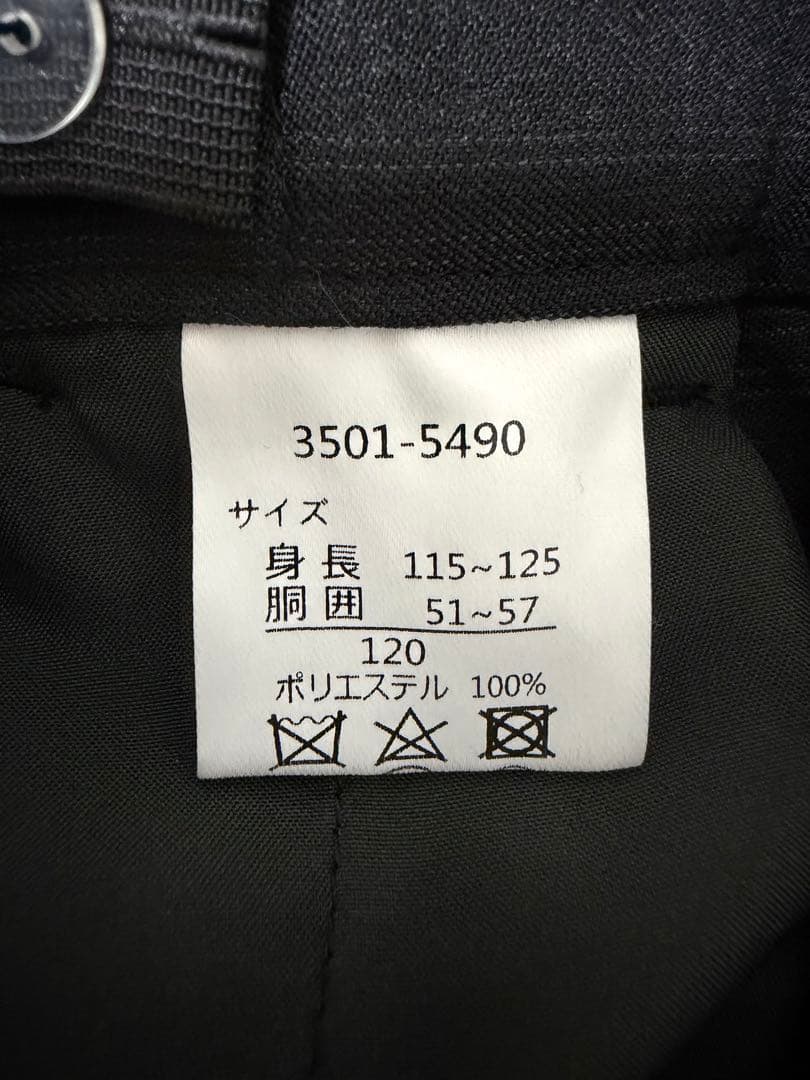 3501-5490
サイズ
身長 115~125
胴囲 51~57
120
ポリエステル 100%